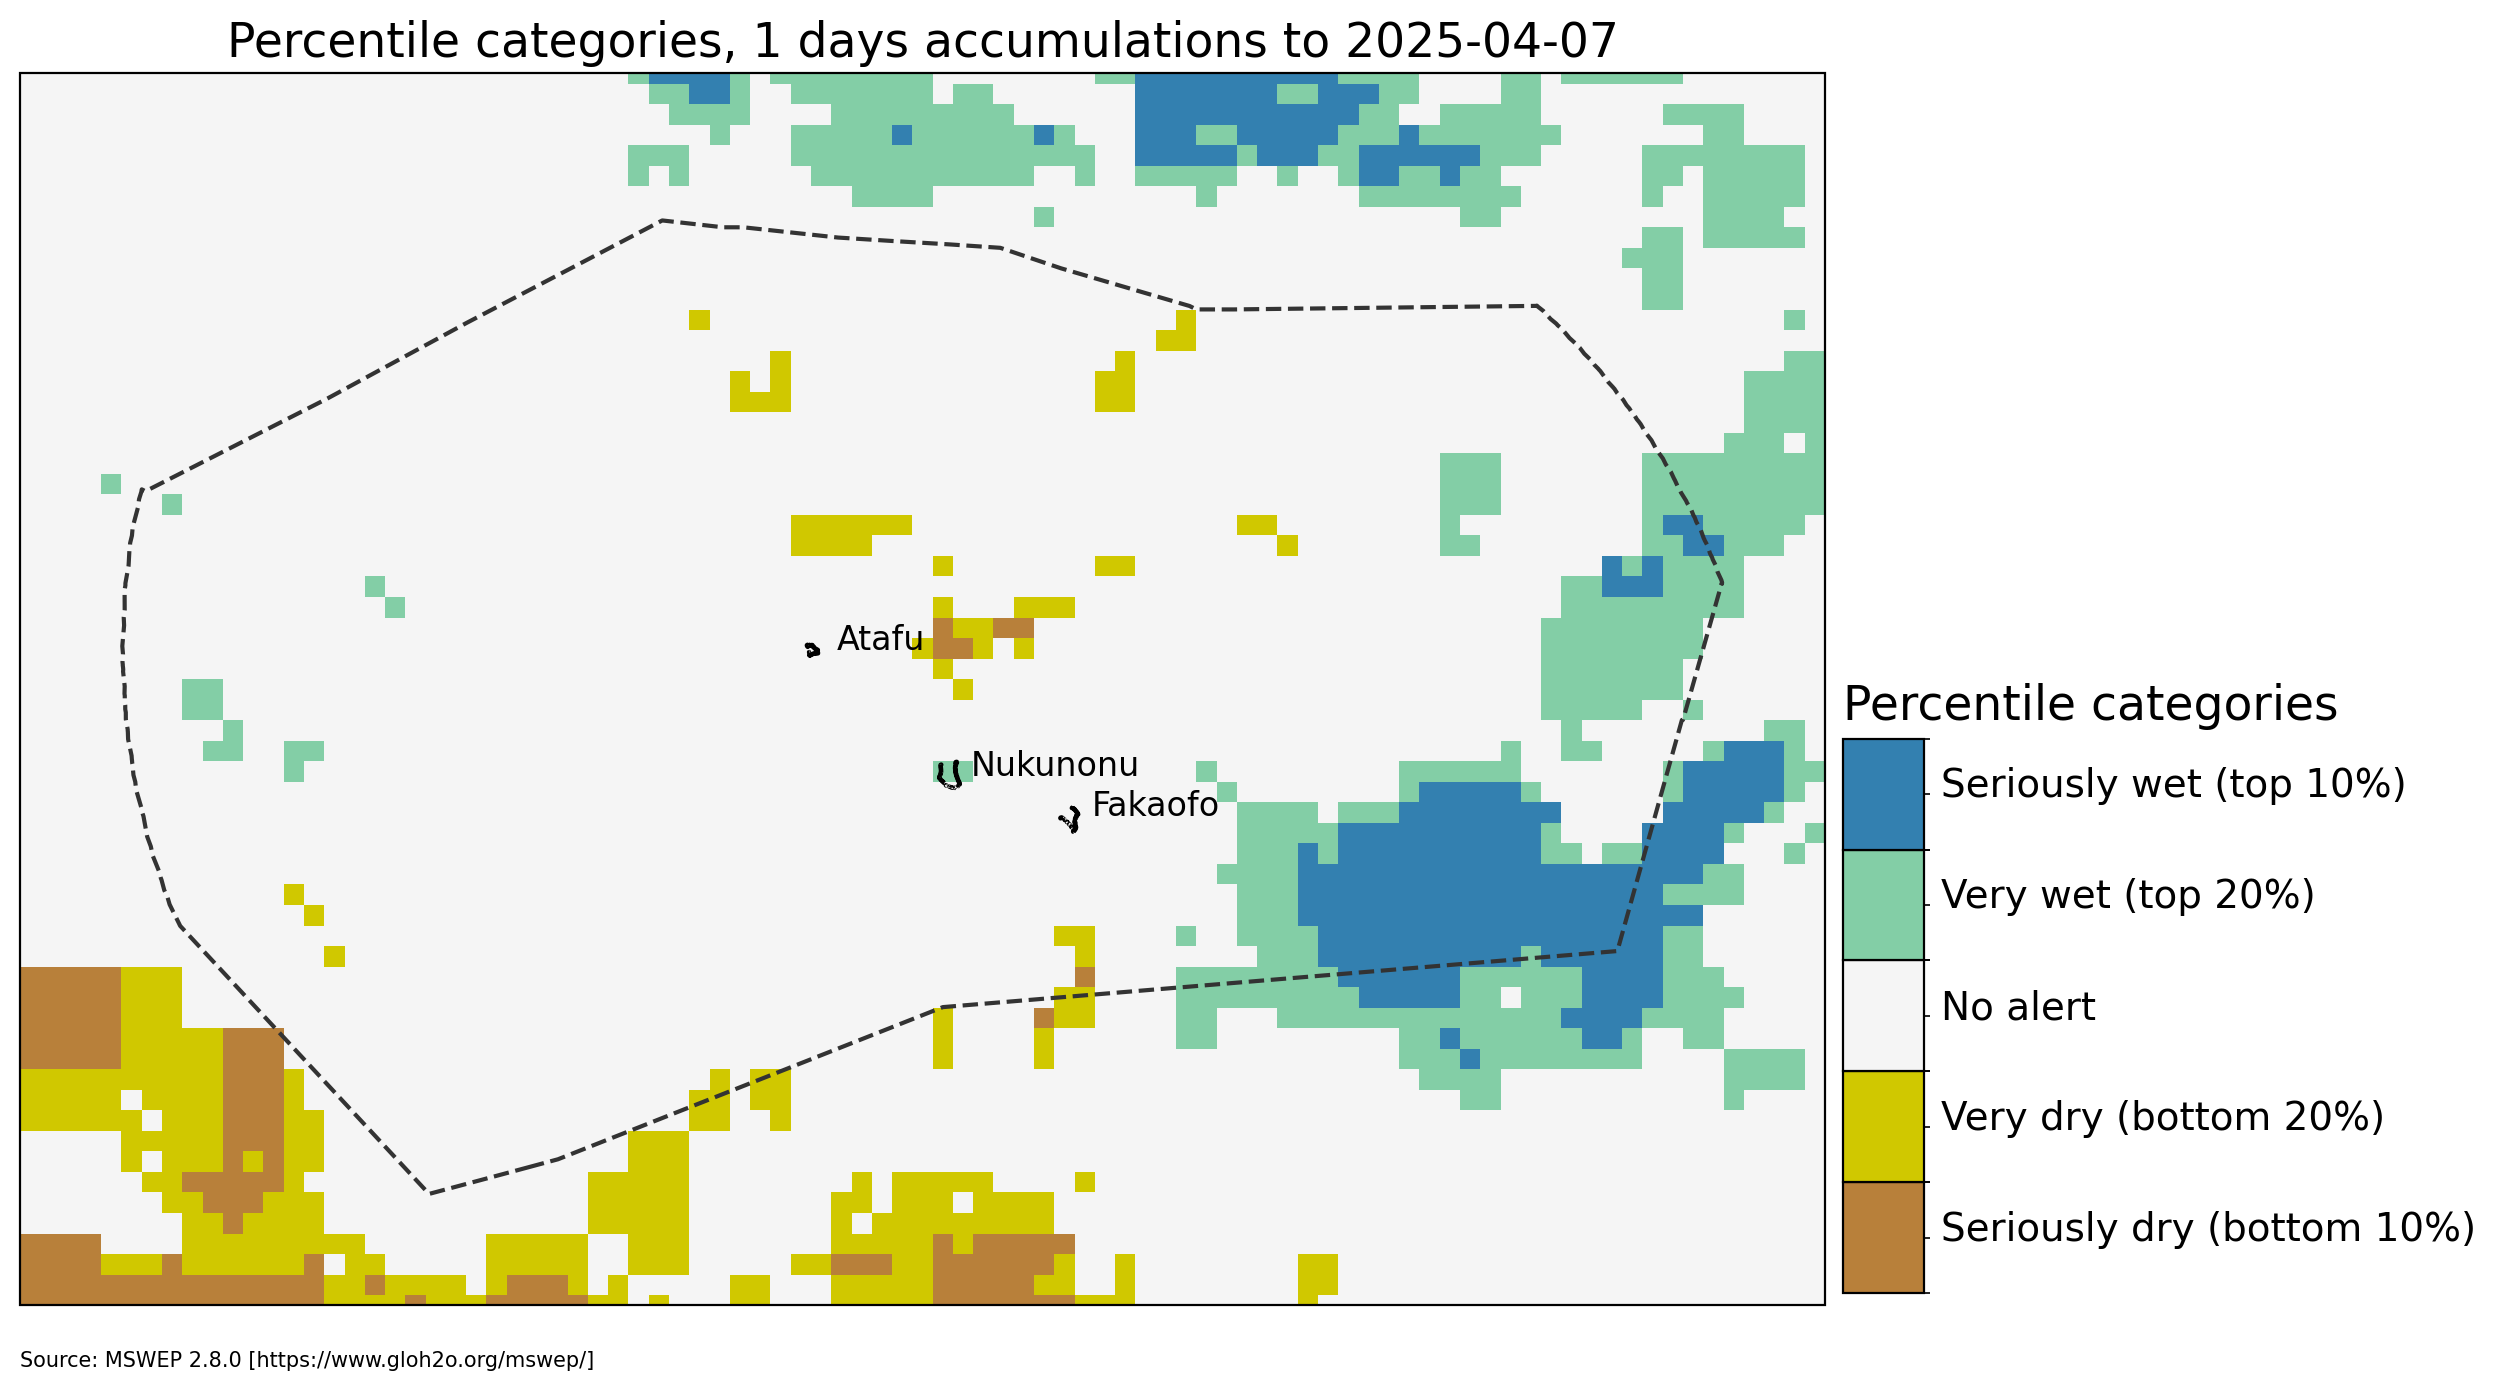 Percentile categories, 1 days accumulations to 2025-04-07
Atafu
Nukunonu
Fakaofo
Percentile categories
Seriously wet (top 10%)
Very wet (top 20%)
No alert
Very dry (bottom 20%)
Seriously dry (bottom 10%)
Source: MSWEP 2.8.0 [https://www.gloh2o.org/mswep/]